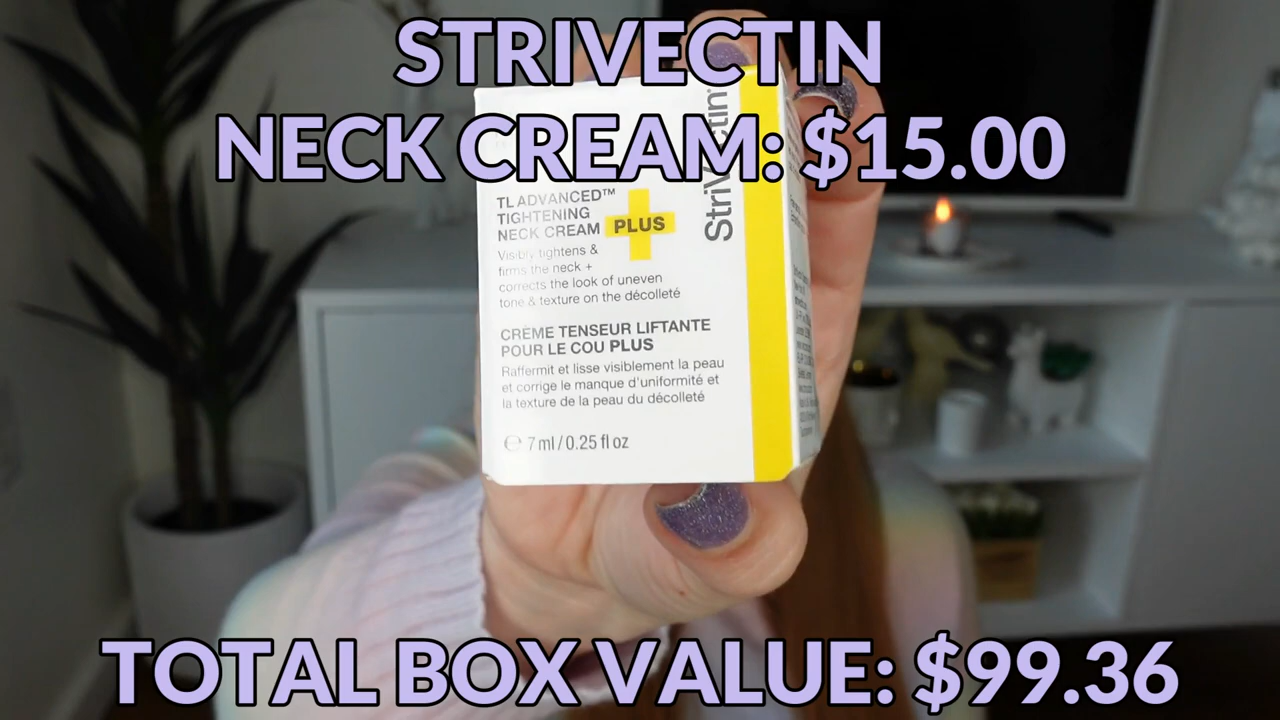 STRIVECTIN
NECK CREAM: $15.00
StriVectin
TL ADVANCED™
TIGHTENING
NECK CREAM PLUS
Visibly tightens &
firms the neck +
corrects the look of uneven
tone & texture on the décolleté
CRÈME TENSEUR LIFTANTE
POUR LE COU PLUS
Raffermit et lisse visiblement la peau
et corrige le manque d'uniformité et
la texture de la peau du décolleté
℮ 7 ml / 0.25 fl oz
TOTAL BOX VALUE: $99.36